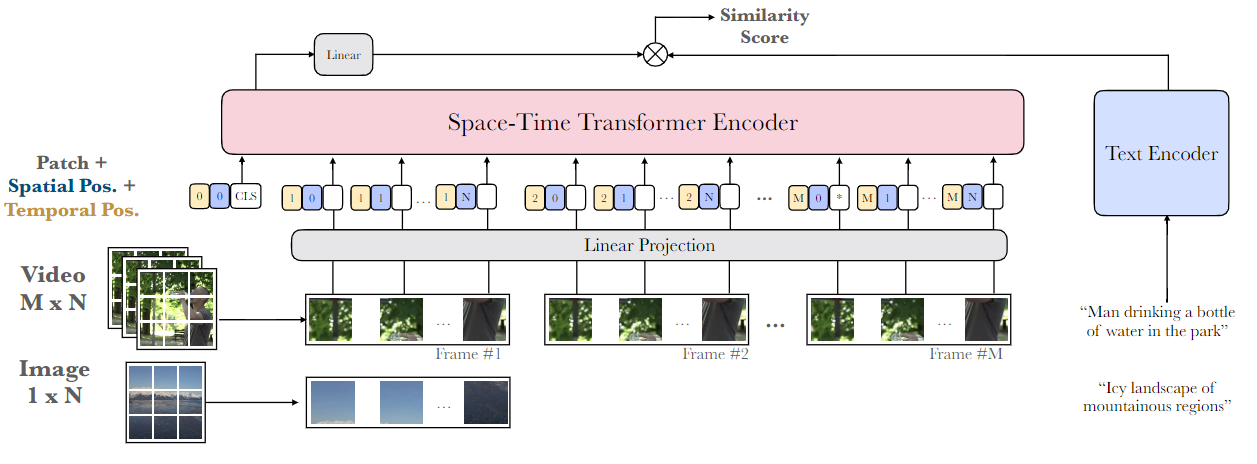 Similarity
Score
Linear
Space-Time Transformer Encoder
Text Encoder
Patch +
Spatial Pos. +
Temporal Pos.
0 0 CLS 1 0 1 1 ... 1 N 2 0 2 1 ... 2 N ... M 0 * M 1 ... M N
Linear Projection
Video
M x N
... ... ... ...
Frame #1 Frame #2 Frame #M
“Man drinking a bottle
of water in the park”
Image
1 x N
...
“Icy landscape of
mountainous regions”